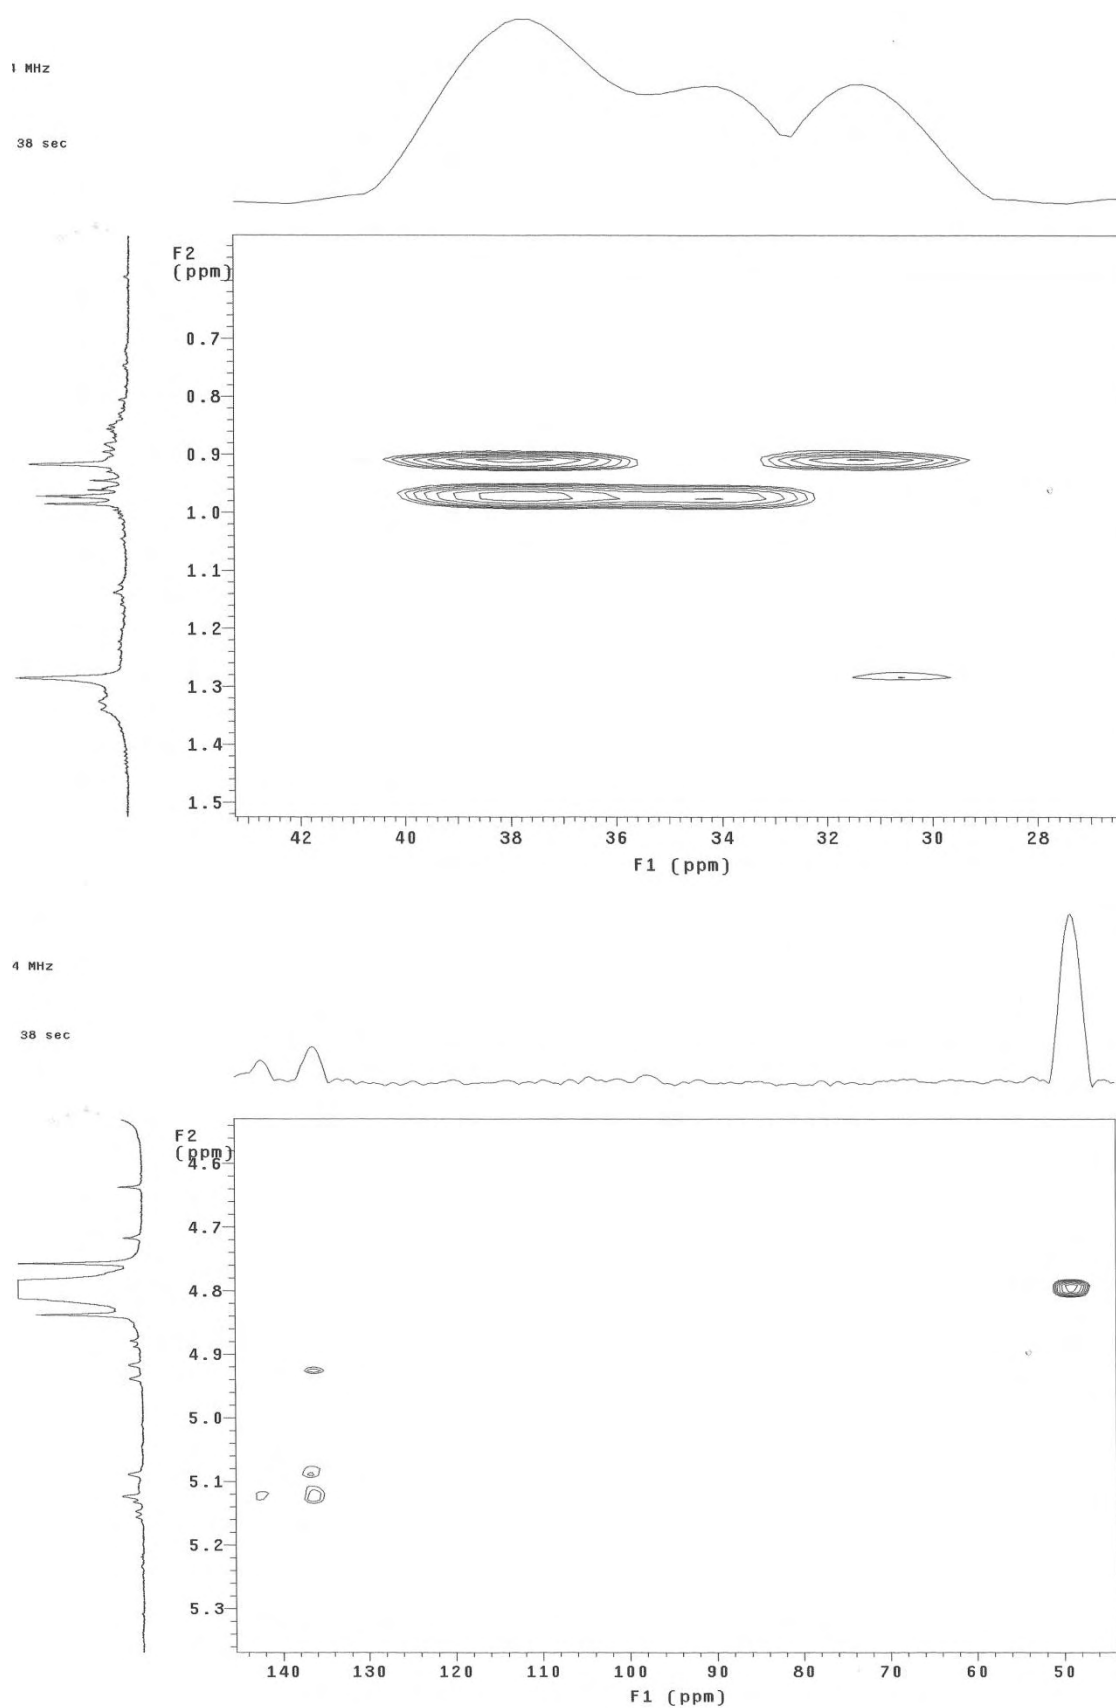 1 MHz
38 sec
F2
(ppm)
0.7
0.8
0.9
1.0
1.1
1.2
1.3
1.4
1.5
42 40 38 36 34 32 30 28
F1 (ppm)
4 MHz
38 sec
F2
(ppm)
4.6
4.7
4.8
4.9
5.0
5.1
5.2
5.3
140 130 120 110 100 90 80 70 60 50
F1 (ppm)